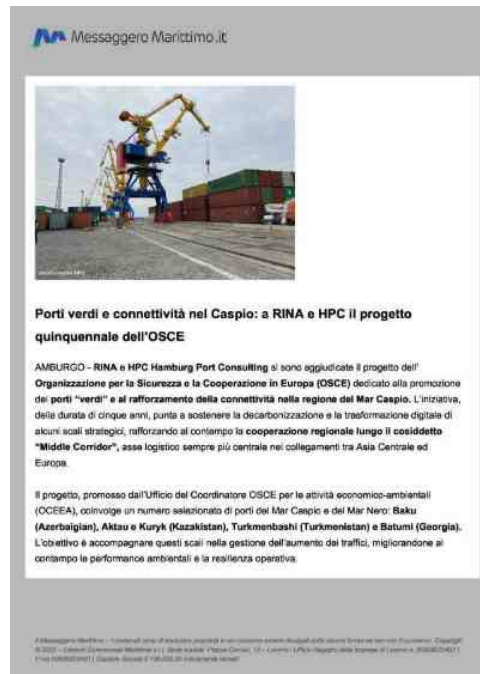 Messaggero Marittimo.it
Porti verdi e connettività nel Caspio: a RINA e HPC il progetto
quinquennale dell'OSCE
AMBURGO - RINA e HPC Hamburg Port Consulting si sono aggiudicate il progetto dell'
Organizzazione per la Sicurezza e la Cooperazione in Europa (OSCE) dedicato alla promozione
dei porti "verdi" e al rafforzamento della connettività nella regione del Mar Caspio. L'iniziativa,
della durata di cinque anni, punta a sostenere la decarbonizzazione e la trasformazione digitale di
alcuni scali strategici, rafforzando al contempo la cooperazione regionale lungo il cosiddetto
"Middle Corridor", asse logistico sempre più centrale nei collegamenti tra Asia Centrale ed
Europa.
Il progetto, promosso dall'Ufficio del Coordinatore OSCE per le attività economico-ambientali
(OCEEA), coinvolge un numero selezionato di porti del Mar Caspio e del Mar Nero: Baku
(Azerbaigian), Aktau e Kuryk (Kazakistan), Turkmenbashi (Turkmenistan) e Batumi (Georgia).
L'obiettivo è accompagnare questi scali nella gestione dell'aumento dei traffici, migliorandone al
contempo le performance ambientali e la resilienza operativa.